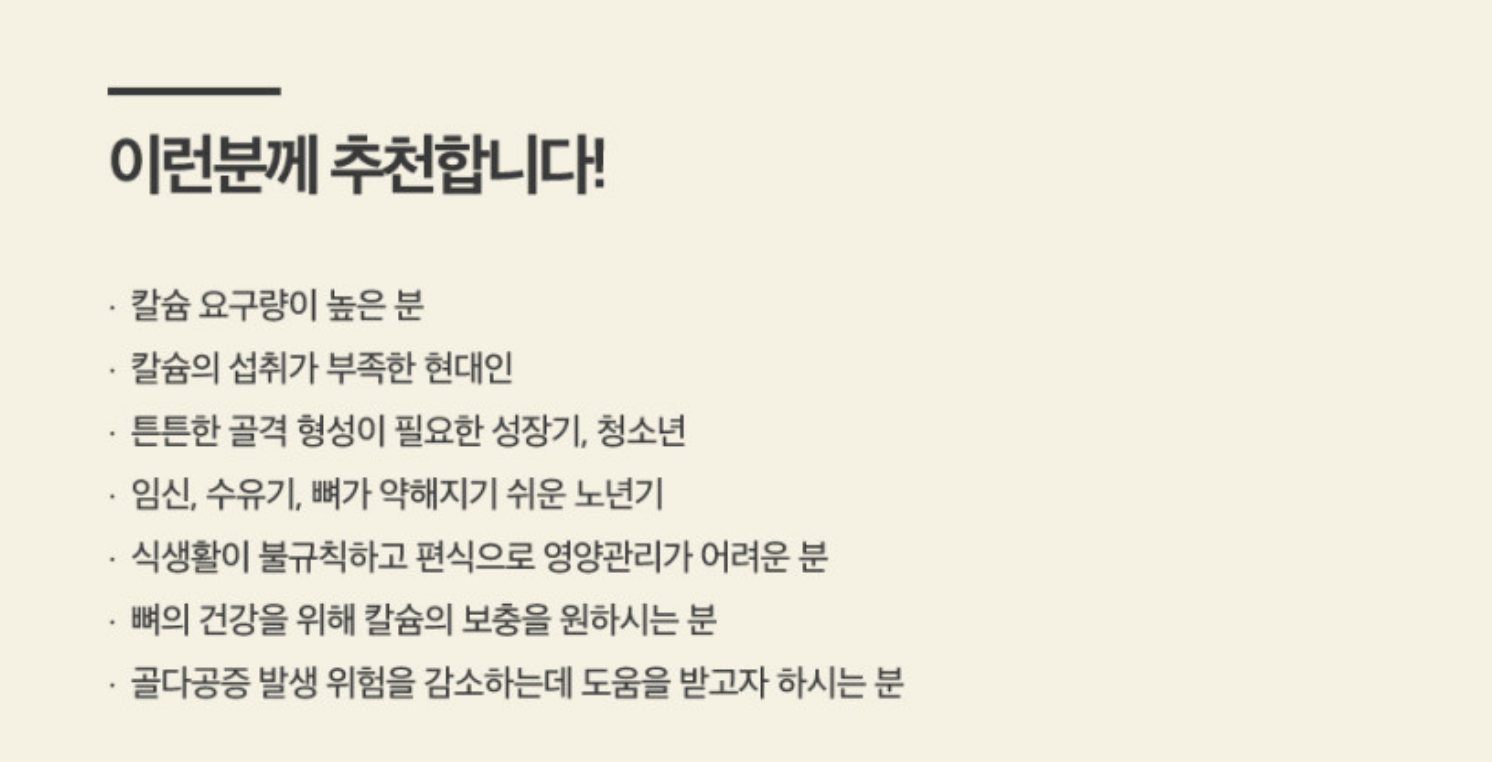 이런분께 추천합니다!
· 칼슘 요구량이 높은 분
· 칼슘의 섭취가 부족한 현대인
· 튼튼한 골격 형성이 필요한 성장기, 청소년
· 임신, 수유기, 뼈가 약해지기 쉬운 노년기
· 식생활이 불규칙하고 편식으로 영양관리가 어려운 분
· 뼈의 건강을 위해 칼슘의 보충을 원하시는 분
· 골다공증 발생 위험을 감소하는데 도움을 받고자 하시는 분